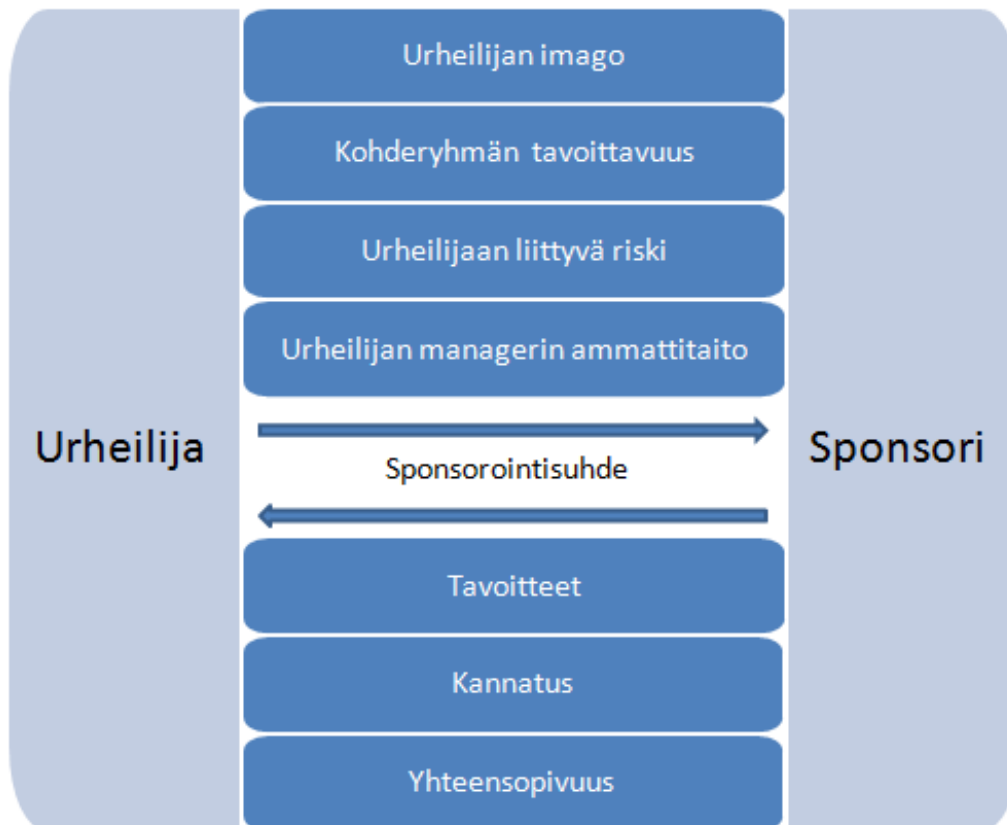 Urheilijan imago
Kohderyhmän tavoittavuus
Urheilijaan liittyvä riski
Urheilijan managerin ammattitaito
Urheilija
Sponsorointisuhde
Sponsori
Tavoitteet
Kannatus
Yhteensopivuus